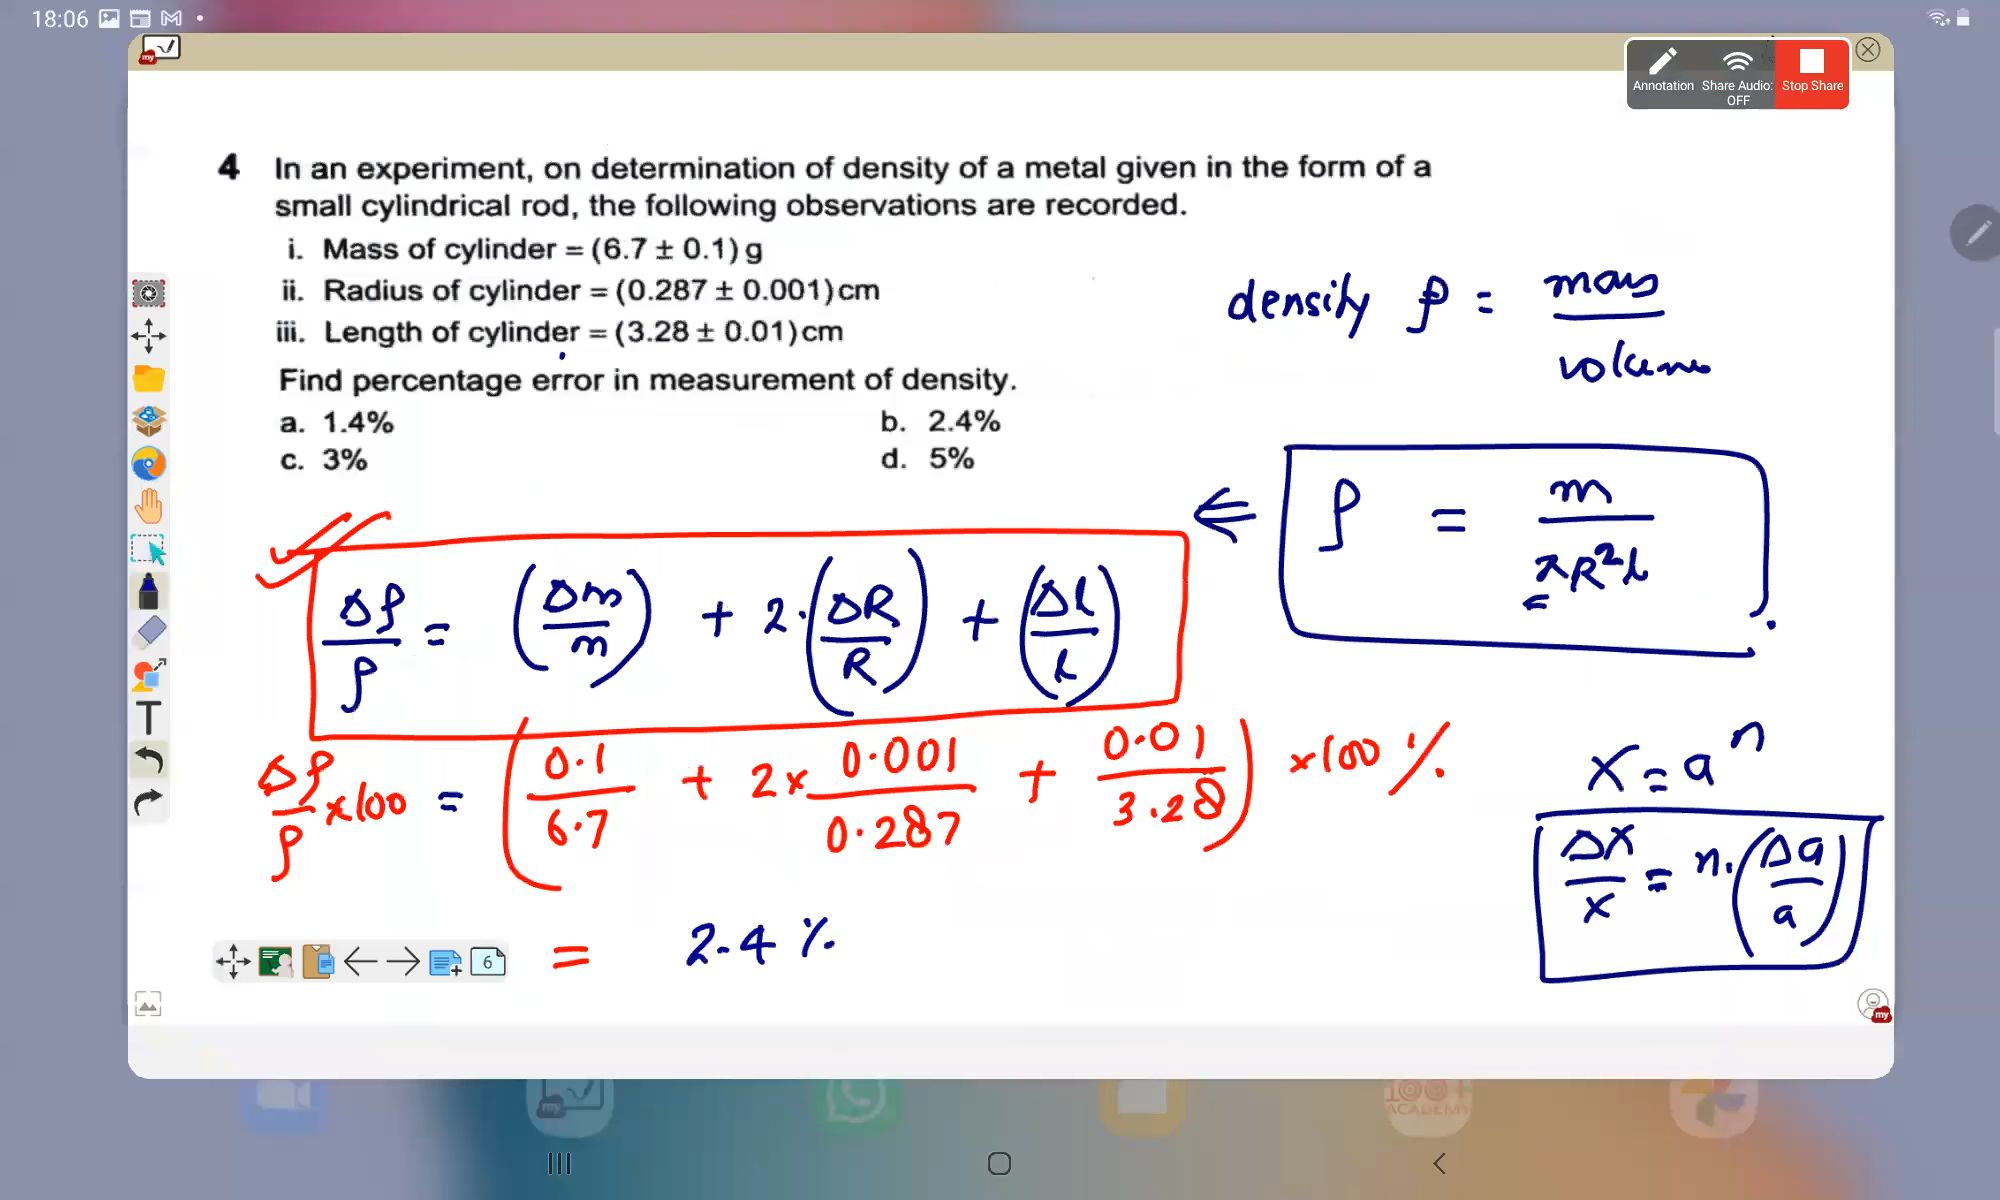 18:06
Annotation Share Audio: OFF Stop Share
4 In an experiment, on determination of density of a metal given in the form of a
small cylindrical rod, the following observations are recorded.
i. Mass of cylinder = (6.7 ± 0.1) g
ii. Radius of cylinder = (0.287 ± 0.001) cm
iii. Length of cylinder = (3.28 ± 0.01) cm
Find percentage error in measurement of density.
a. 1.4% b. 2.4%
c. 3% d. 5%
density ρ = mass / volume
ρ = m / πR²l
Δρ/ρ = (Δm/m) + 2·(ΔR/R) + (Δl/l)
Δρ/ρ ×100 = (0.1/6.7 + 2× 0.001/0.287 + 0.01/3.28) ×100 %
= 2.4 %
X = a^n
ΔX/X = n·(Δa/a)
6
my
my
my
100+
ACADEMY